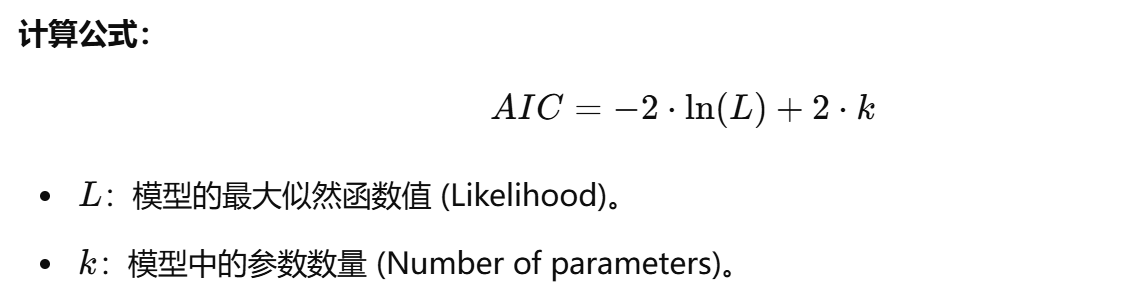 计算公式：
AIC = −2 · ln(L) + 2 · k
• L：模型的最大似然函数值 (Likelihood)。
• k：模型中的参数数量 (Number of parameters)。